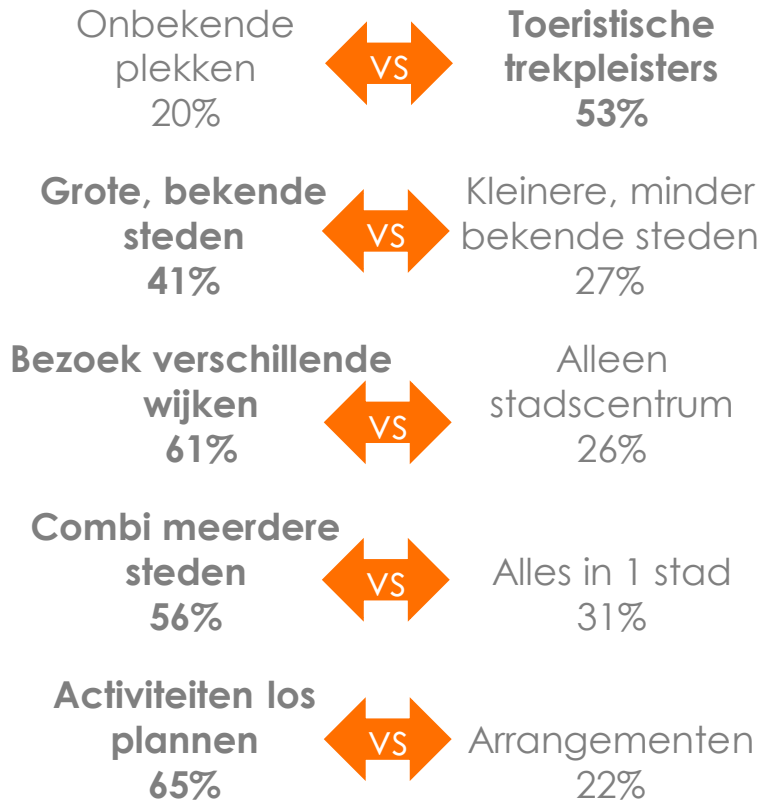 Onbekende
plekken
20%
VS
Toeristische
trekpleisters
53%
Grote, bekende
steden
41%
VS
Kleinere, minder
bekende steden
27%
Bezoek verschillende
wijken
61%
VS
Alleen
stadscentrum
26%
Combi meerdere
steden
56%
VS
Alles in 1 stad
31%
Activiteiten los
plannen
65%
VS
Arrangementen
22%